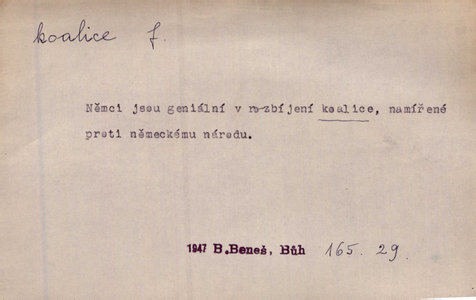 koalice f.
Němci jsou geniální v rozbíjení koalice, namířené
proti německému národu.
1947 B.Beneš, Bůh 165. 29.